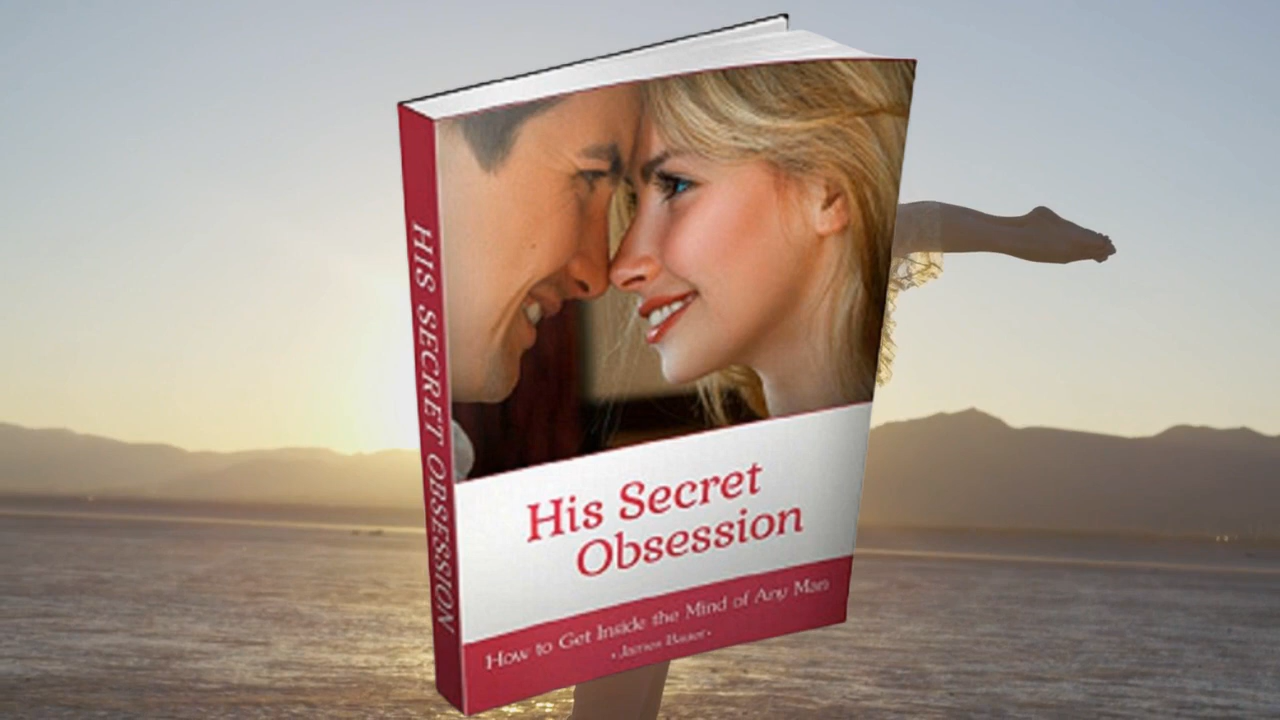 HIS SECRET OBSESSION
His Secret
Obsession
How to Get Inside the Mind of Any Man
• James Bauer •